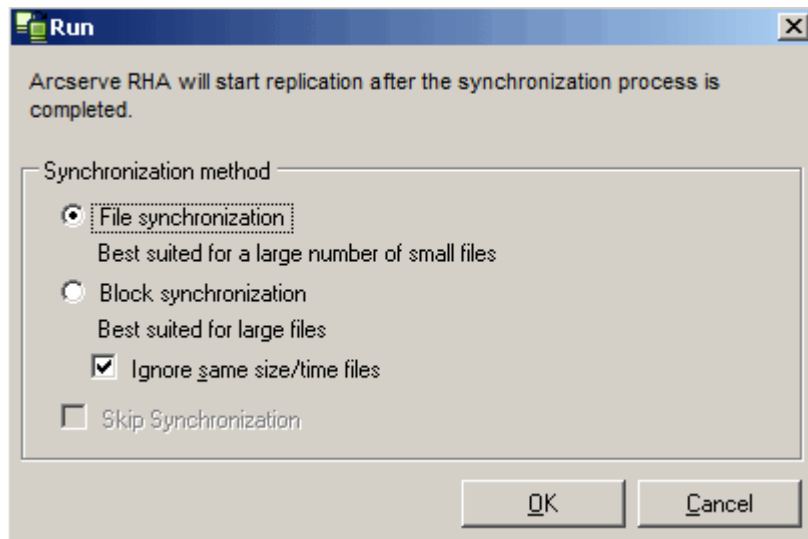 Run
Arcserve RHA will start replication after the synchronization process is
completed.
Synchronization method
File synchronization
Best suited for a large number of small files
Block synchronization
Best suited for large files
Ignore same size/time files
Skip Synchronization
OK Cancel